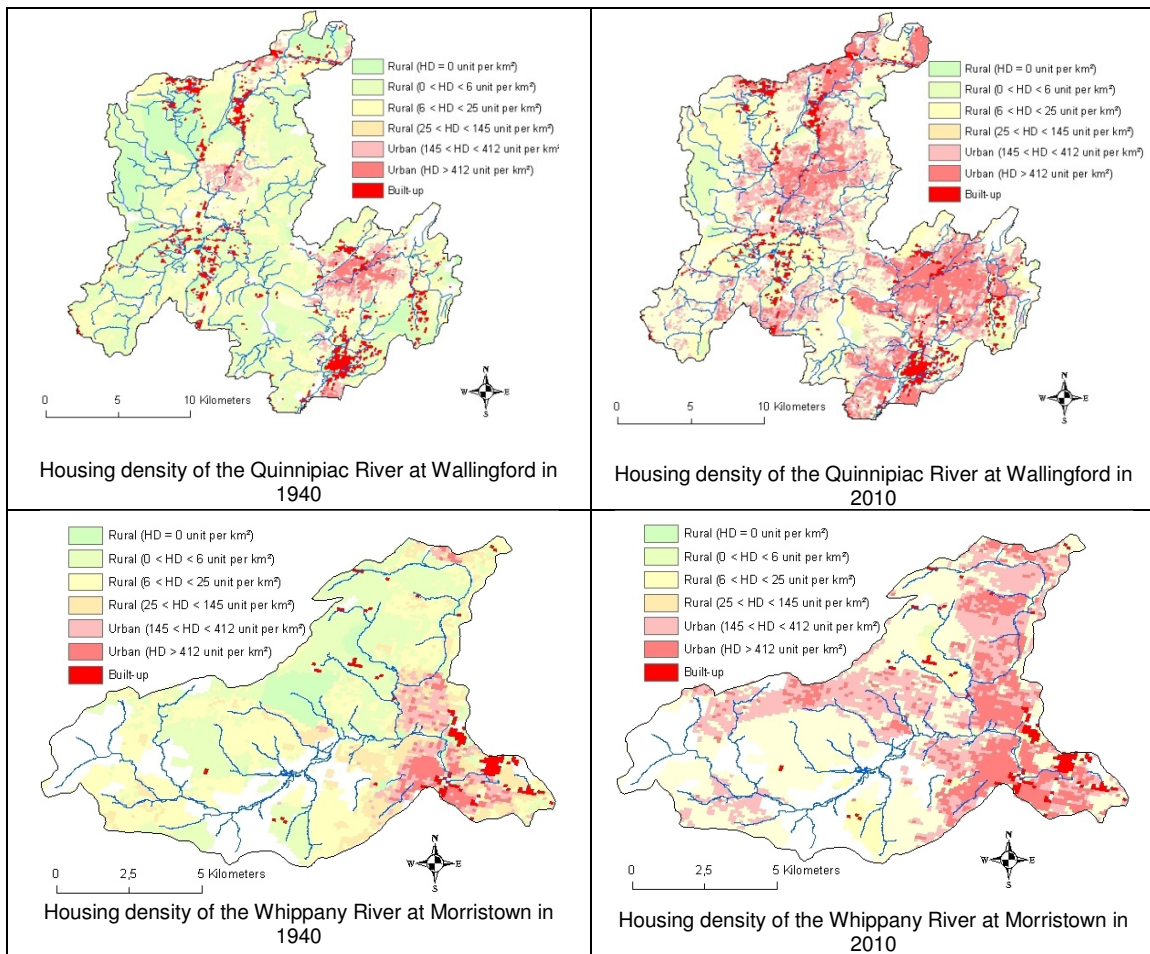 Rural (HD = 0 unit per km²)
Rural (0 < HD < 6 unit per km²)
Rural (6 < HD < 25 unit per km²)
Rural (25 < HD < 145 unit per km²)
Urban (145 < HD < 412 unit per km²
Urban (HD > 412 unit per km²)
Built-up
N
W E
S
0 5 10 Kilometers
Housing density of the Quinnipiac River at Wallingford in
1940
Rural (HD = 0 unit per km²)
Rural (0 < HD < 6 unit per km²)
Rural (6 < HD < 25 unit per km²)
Rural (25 < HD < 145 unit per km²)
Urban (145 < HD < 412 unit per km²)
Urban (HD > 412 unit per km²)
Built-up
N
W E
S
0 5 10 Kilometers
Housing density of the Quinnipiac River at Wallingford in
2010
Rural (HD = 0 unit per km²)
Rural (0 < HD < 6 unit per km²)
Rural (6 < HD < 25 unit per km²)
Rural (25 < HD < 145 unit per km²)
Urban (145 < HD < 412 unit per km²)
Urban (HD > 412 unit per km²)
Built-up
N
W E
S
0 2,5 5 Kilometers
Housing density of the Whippany River at Morristown in
1940
Rural (HD = 0 unit per km²)
Rural (0 < HD < 6 unit per km²)
Rural (6 < HD < 25 unit per km²)
Rural (25 < HD < 145 unit per km²)
Urban (145 < HD < 412 unit per km²)
Urban (HD > 412 unit per km²)
Built-up
N
W E
S
0 2,5 5 Kilometers
Housing density of the Whippany River at Morristown in
2010